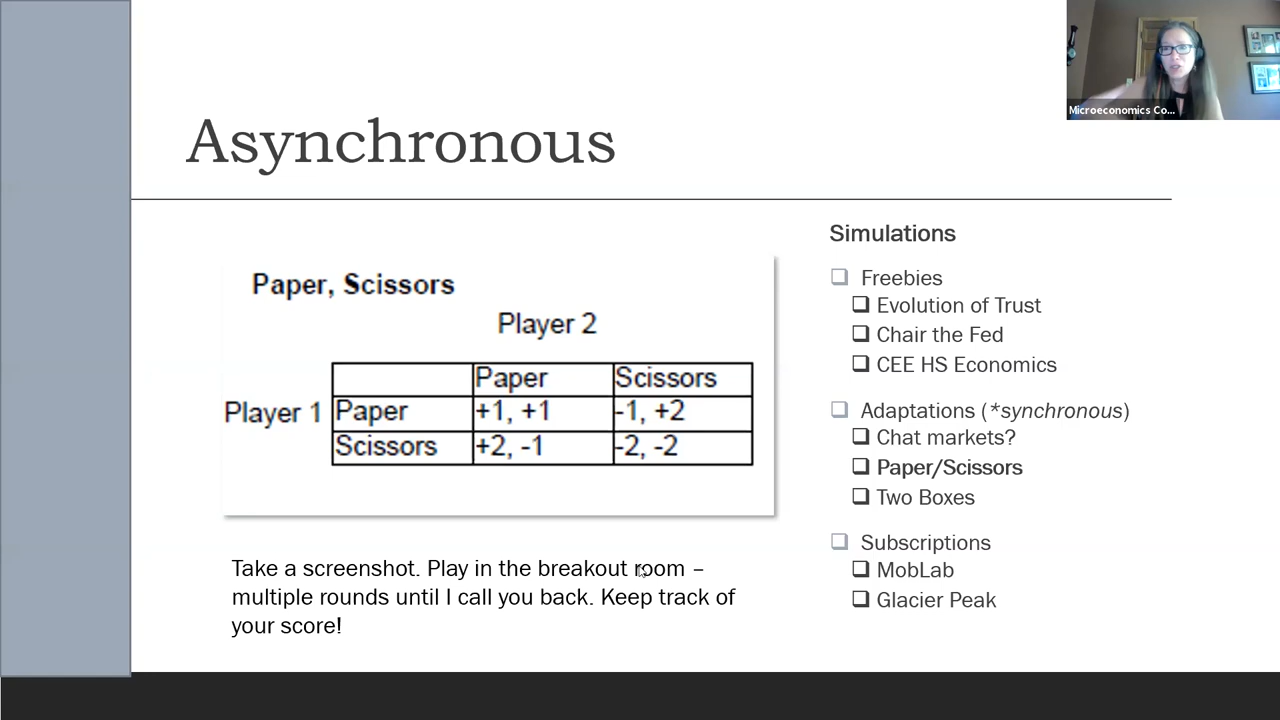 Microeconomics Co...
Asynchronous
Paper, Scissors
Player 2
Paper Scissors
Player 1 Paper +1, +1 -1, +2
Scissors +2, -1 -2, -2
Take a screenshot. Play in the breakout room –
multiple rounds until I call you back. Keep track of
your score!
Simulations
Freebies
Evolution of Trust
Chair the Fed
CEE HS Economics
Adaptations (*synchronous)
Chat markets?
Paper/Scissors
Two Boxes
Subscriptions
MobLab
Glacier Peak